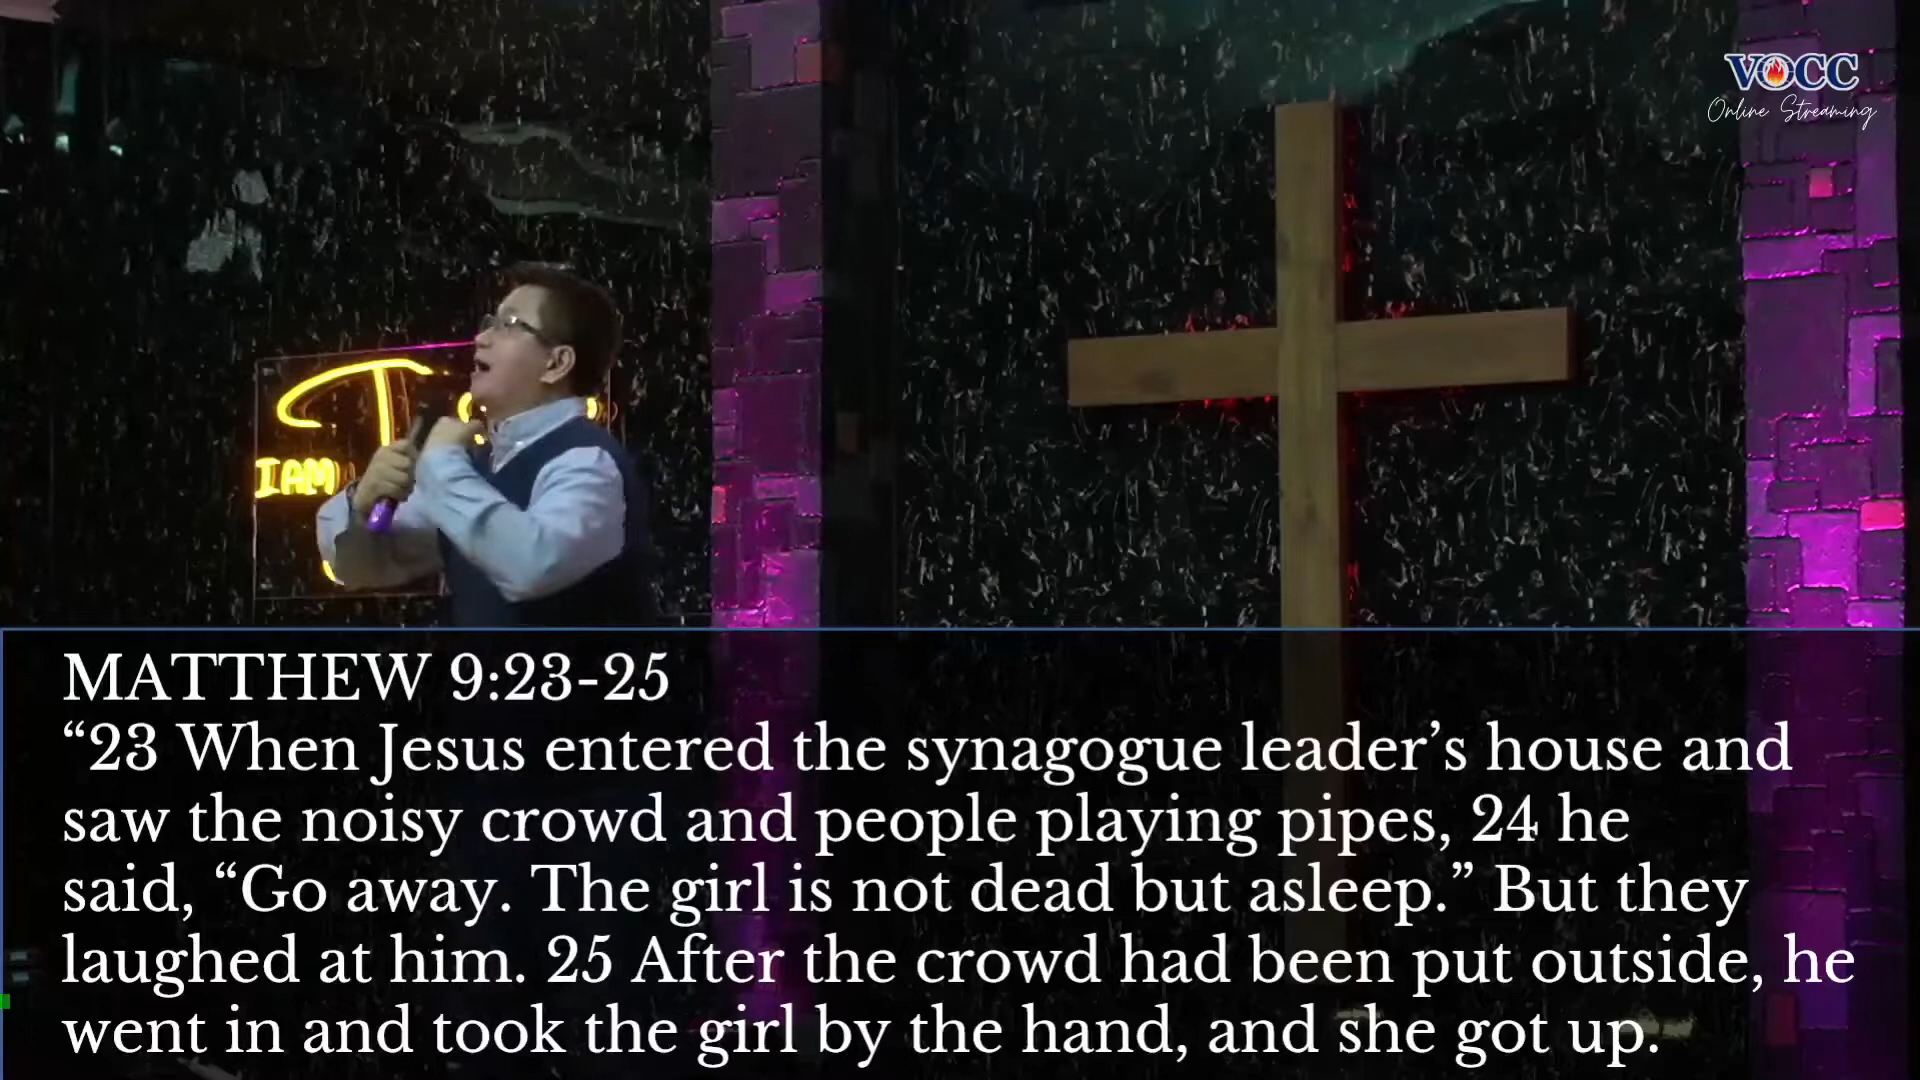 VOCC
Online Streaming
I AM
MATTHEW 9:23-25
“23 When Jesus entered the synagogue leader’s house and
saw the noisy crowd and people playing pipes, 24 he
said, “Go away. The girl is not dead but asleep.” But they
laughed at him. 25 After the crowd had been put outside, he
went in and took the girl by the hand, and she got up.